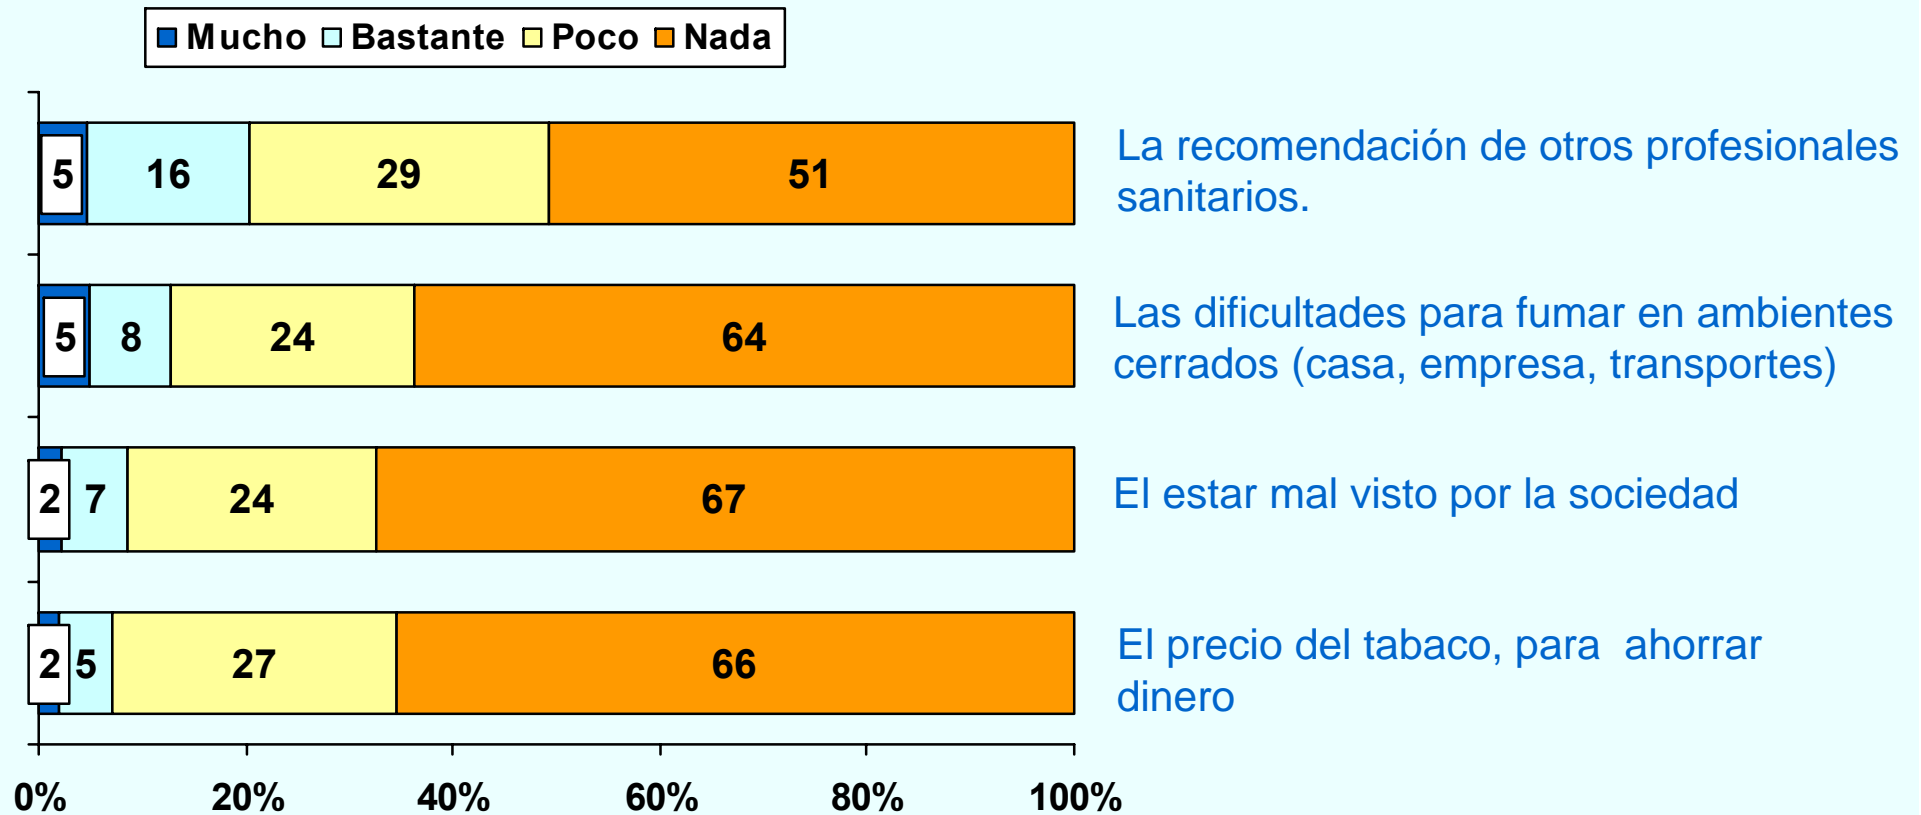 Mucho Bastante Poco Nada
5 16 29 51
La recomendación de otros profesionales
sanitarios.
5 8 24 64
Las dificultades para fumar en ambientes
cerrados (casa, empresa, transportes)
2 7 24 67
El estar mal visto por la sociedad
2 5 27 66
El precio del tabaco, para  ahorrar
dinero
0% 20% 40% 60% 80% 100%